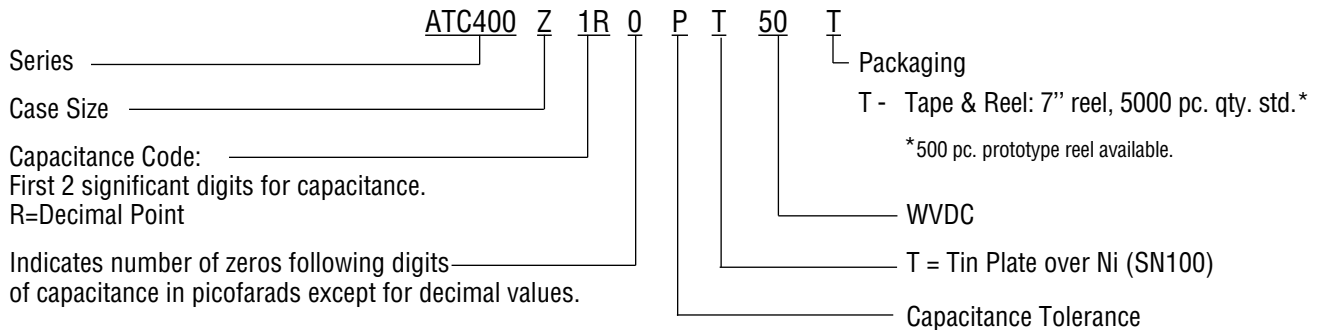 ATC400 Z 1R 0 P T 50 T
Series
Case Size
Capacitance Code:
First 2 significant digits for capacitance.
R=Decimal Point
Indicates number of zeros following digits
of capacitance in picofarads except for decimal values.
Packaging
T - Tape & Reel: 7’’ reel, 5000 pc. qty. std.*
*500 pc. prototype reel available.
WVDC
T = Tin Plate over Ni (SN100)
Capacitance Tolerance